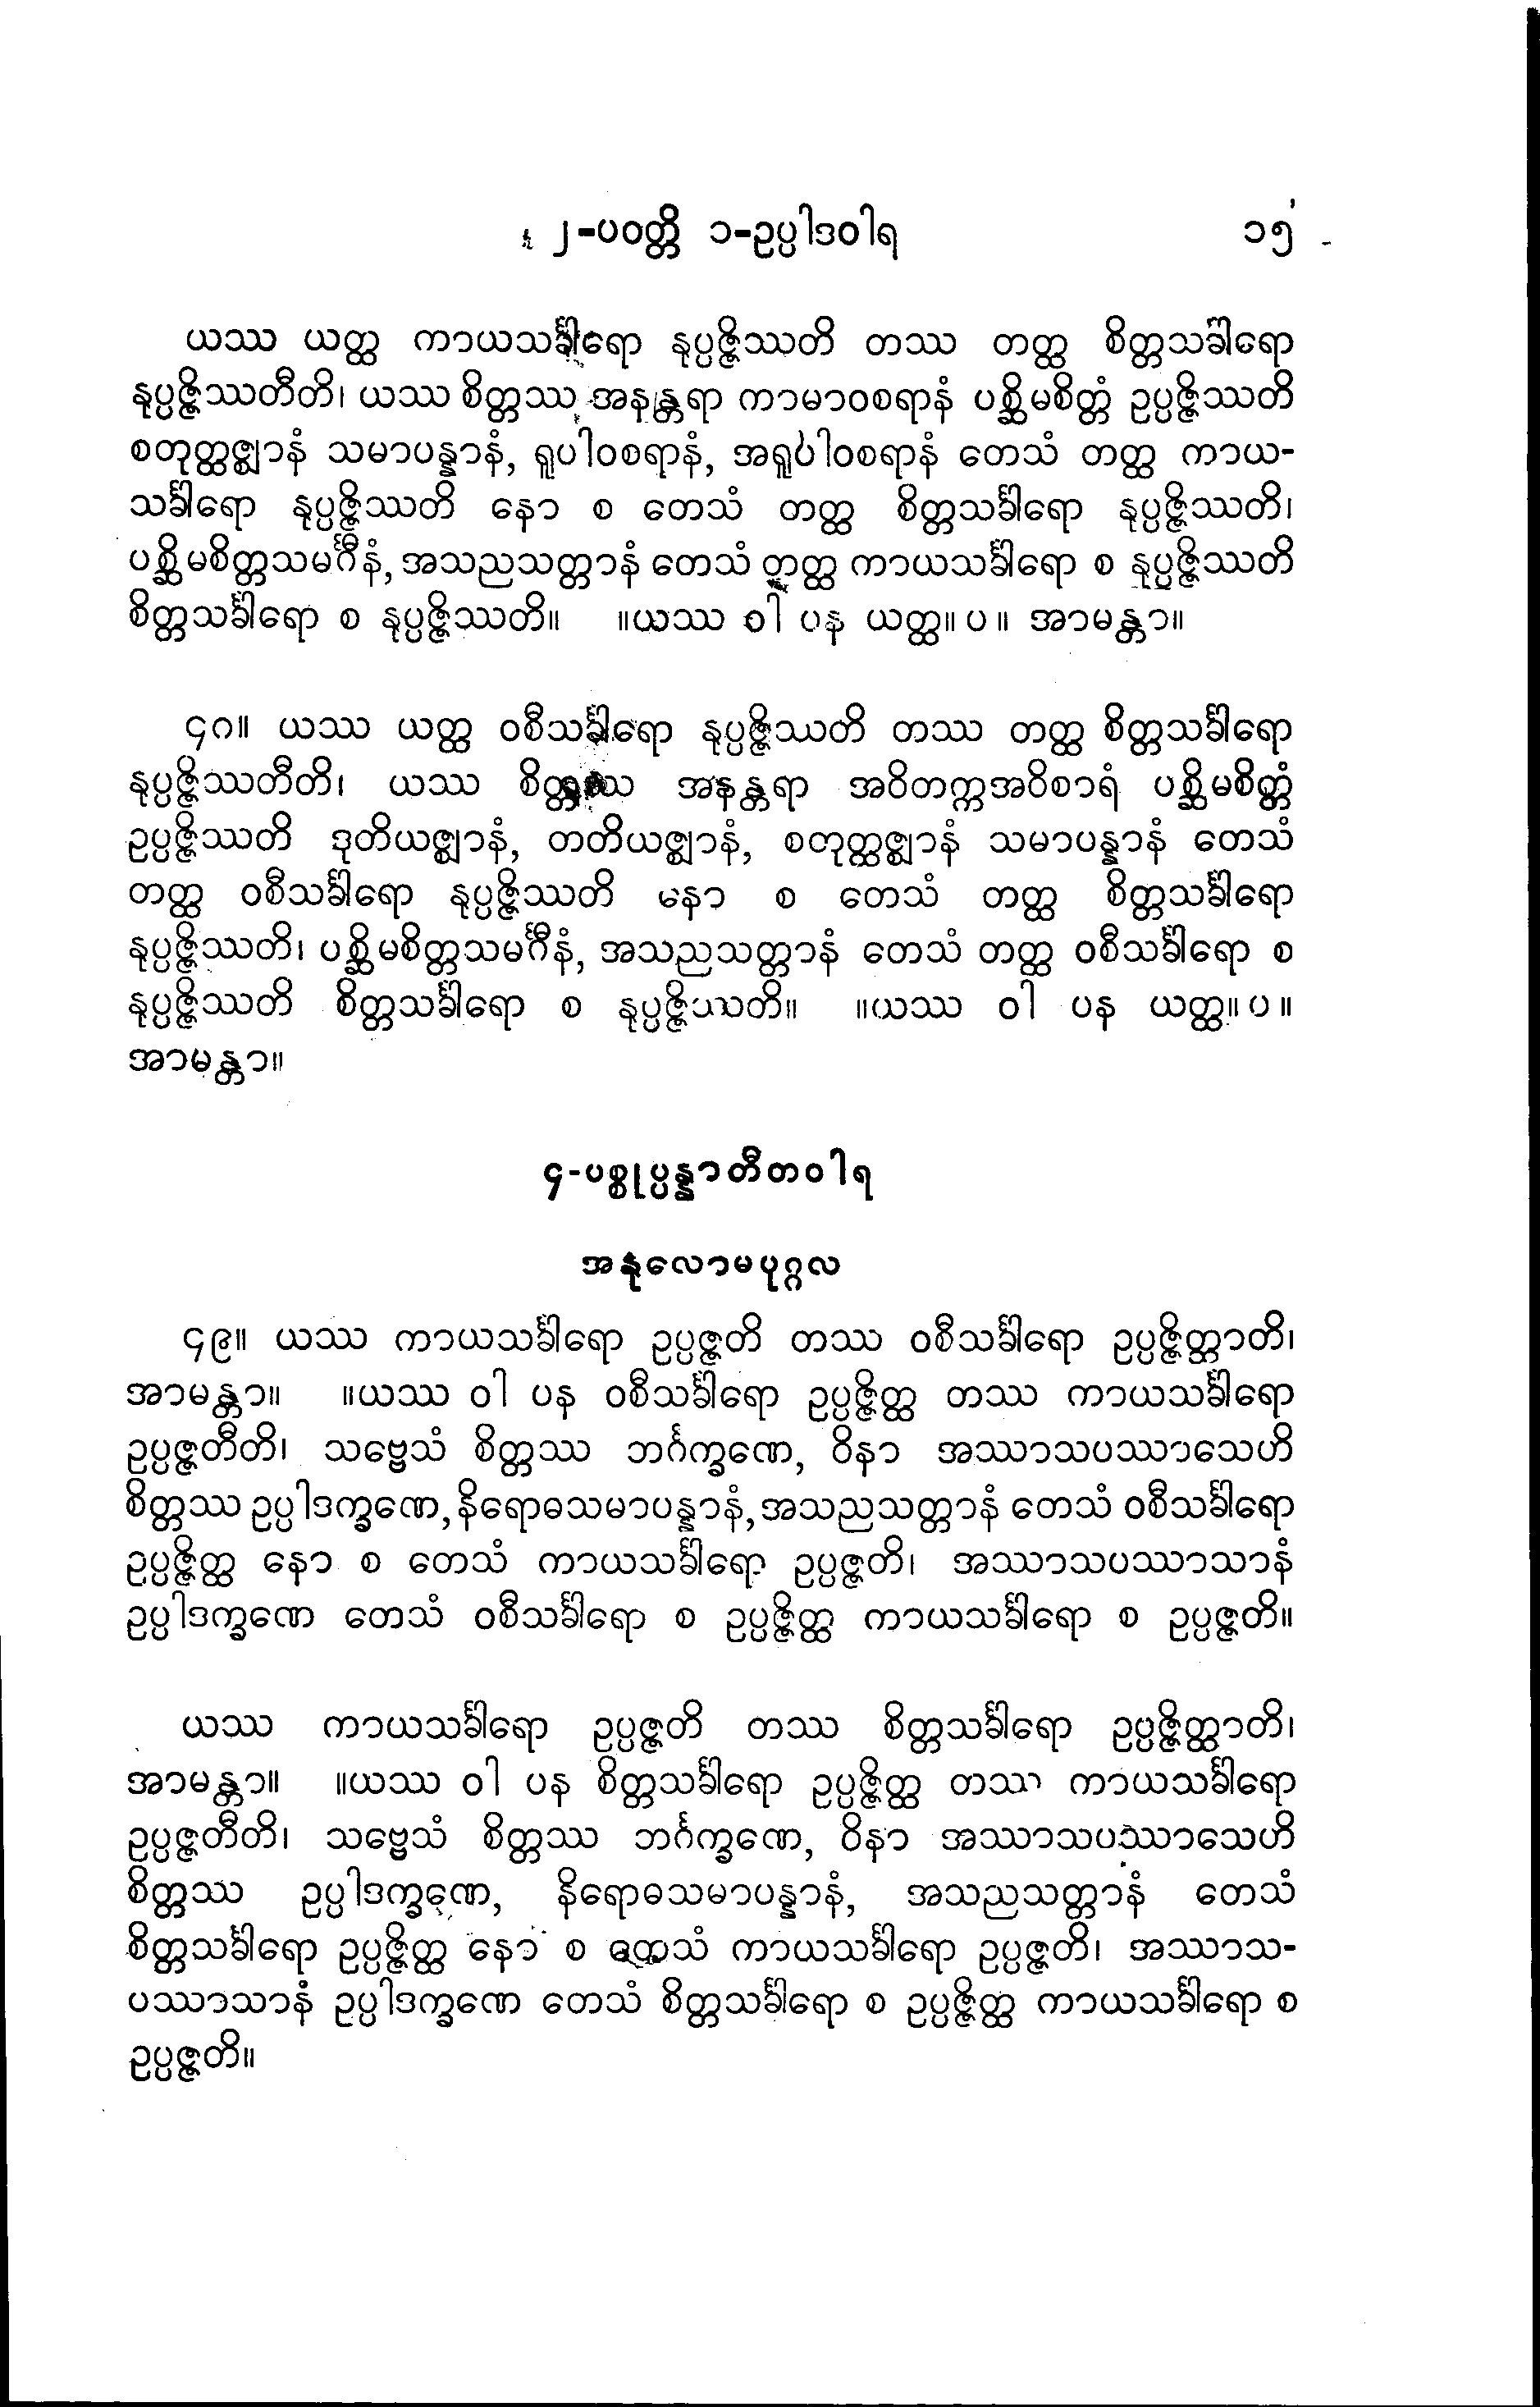 ၂-ပဝတ္တိ ၁-ဥပ္ပါဒဝါရ ၁၅
ယဿ ယတ္ထ ကာယသင်္ခါရော နုပ္ပဇ္ဇိဿတိ တဿ တတ္ထ စိတ္တသင်္ခါရော
နုပ္ပဇ္ဇိဿတီတိ၊ ယဿ စိတ္တဿ အနန္တရာ ကာမာဝစရာနံ ပစ္ဆိမစိတ္တံ ဥပ္ပဇ္ဇိဿတိ
စတုတ္ထဇ္ဈာနံ သမာပန္နာနံ, ရူပါဝစရာနံ, အရူပါဝစရာနံ တေသံ တတ္ထ ကာယ-
သင်္ခါရော နုပ္ပဇ္ဇိဿတိ နော စ တေသံ တတ္ထ စိတ္တသင်္ခါရော နုပ္ပဇ္ဇိဿတိ၊
ပစ္ဆိမစိတ္တသမင်္ဂီနံ, အသညသတ္တာနံ တေသံ တတ္ထ ကာယသင်္ခါရော စ နုပ္ပဇ္ဇိဿတိ
စိတ္တသင်္ခါရော စ နုပ္ပဇ္ဇိဿတိ။ ။ယဿ ဝါ ပန ယတ္ထ။ ပ ။ အာမန္တာ။
၄၈။ ယဿ ယတ္ထ ဝစီသင်္ခါရော နုပ္ပဇ္ဇိဿတိ တဿ တတ္ထ စိတ္တသင်္ခါရော
နုပ္ပဇ္ဇိဿတီတိ၊ ယဿ စိတ္တဿ အနန္တရာ အဝိတက္ကအဝိစာရံ ပစ္ဆိမစိတ္တံ
ဥပ္ပဇ္ဇိဿတိ ဒုတိယဇ္ဈာနံ, တတိယဇ္ဈာနံ, စတုတ္ထဇ္ဈာနံ သမာပန္နာနံ တေသံ
တတ္ထ ဝစီသင်္ခါရော နုပ္ပဇ္ဇိဿတိ နော စ တေသံ တတ္ထ စိတ္တသင်္ခါရော
နုပ္ပဇ္ဇိဿတိ၊ ပစ္ဆိမစိတ္တသမင်္ဂီနံ, အသညသတ္တာနံ တေသံ တတ္ထ ဝစီသင်္ခါရော စ
နုပ္ပဇ္ဇိဿတိ စိတ္တသင်္ခါရော စ နုပ္ပဇ္ဇိဿတိ။ ။ယဿ ဝါ ပန ယတ္ထ။ ပ ။
အာမန္တာ။
၄-ပစ္စုပ္ပန္နာတီတဝါရ
အနုလောမပုဂ္ဂလ
၄၉။ ယဿ ကာယသင်္ခါရော ဥပ္ပဇ္ဇတိ တဿ ဝစီသင်္ခါရော ဥပ္ပဇ္ဇိတ္ထာတိ၊
အာမန္တာ။ ။ယဿ ဝါ ပန ဝစီသင်္ခါရော ဥပ္ပဇ္ဇိတ္ထ တဿ ကာယသင်္ခါရော
ဥပ္ပဇ္ဇတီတိ၊ သဗ္ဗေသံ စိတ္တဿ ဘင်္ဂက္ခဏေ, ဝိနာ အဿာသပဿာသေဟိ
စိတ္တဿ ဥပ္ပါဒက္ခဏေ, နိရောဓသမာပန္နာနံ, အသညသတ္တာနံ တေသံ ဝစီသင်္ခါရော
ဥပ္ပဇ္ဇိတ္ထ နော စ တေသံ ကာယသင်္ခါရော ဥပ္ပဇ္ဇတိ၊ အဿာသပဿာသာနံ
ဥပ္ပါဒက္ခဏေ တေသံ ဝစီသင်္ခါရော စ ဥပ္ပဇ္ဇိတ္ထ ကာယသင်္ခါရော စ ဥပ္ပဇ္ဇတိ။
ယဿ ကာယသင်္ခါရော ဥပ္ပဇ္ဇတိ တဿ စိတ္တသင်္ခါရော ဥပ္ပဇ္ဇိတ္ထာတိ၊
အာမန္တာ။ ။ယဿ ဝါ ပန စိတ္တသင်္ခါရော ဥပ္ပဇ္ဇိတ္ထ တဿ ကာယသင်္ခါရော
ဥပ္ပဇ္ဇတီတိ၊ သဗ္ဗေသံ စိတ္တဿ ဘင်္ဂက္ခဏေ, ဝိနာ အဿာသပဿာသေဟိ
စိတ္တဿ ဥပ္ပါဒက္ခဏေ, နိရောဓသမာပန္နာနံ, အသညသတ္တာနံ တေသံ
စိတ္တသင်္ခါရော ဥပ္ပဇ္ဇိတ္ထ နော စ တေသံ ကာယသင်္ခါရော ဥပ္ပဇ္ဇတိ၊ အဿာသ-
ပဿာသာနံ ဥပ္ပါဒက္ခဏေ တေသံ စိတ္တသင်္ခါရော စ ဥပ္ပဇ္ဇိတ္ထ ကာယသင်္ခါရော စ
ဥပ္ပဇ္ဇတိ။